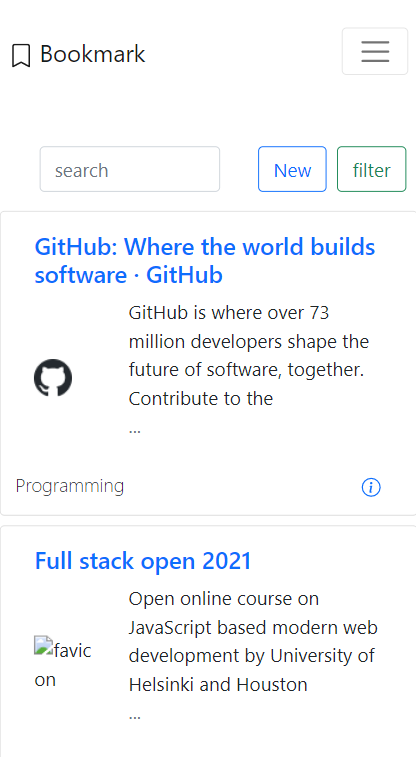 Bookmark
search
New
filter
GitHub: Where the world builds
software · GitHub
GitHub is where over 73
million developers shape the
future of software, together.
Contribute to the
...
Programming
Full stack open 2021
Open online course on
JavaScript based modern web
development by University of
Helsinki and Houston
...
favic
on